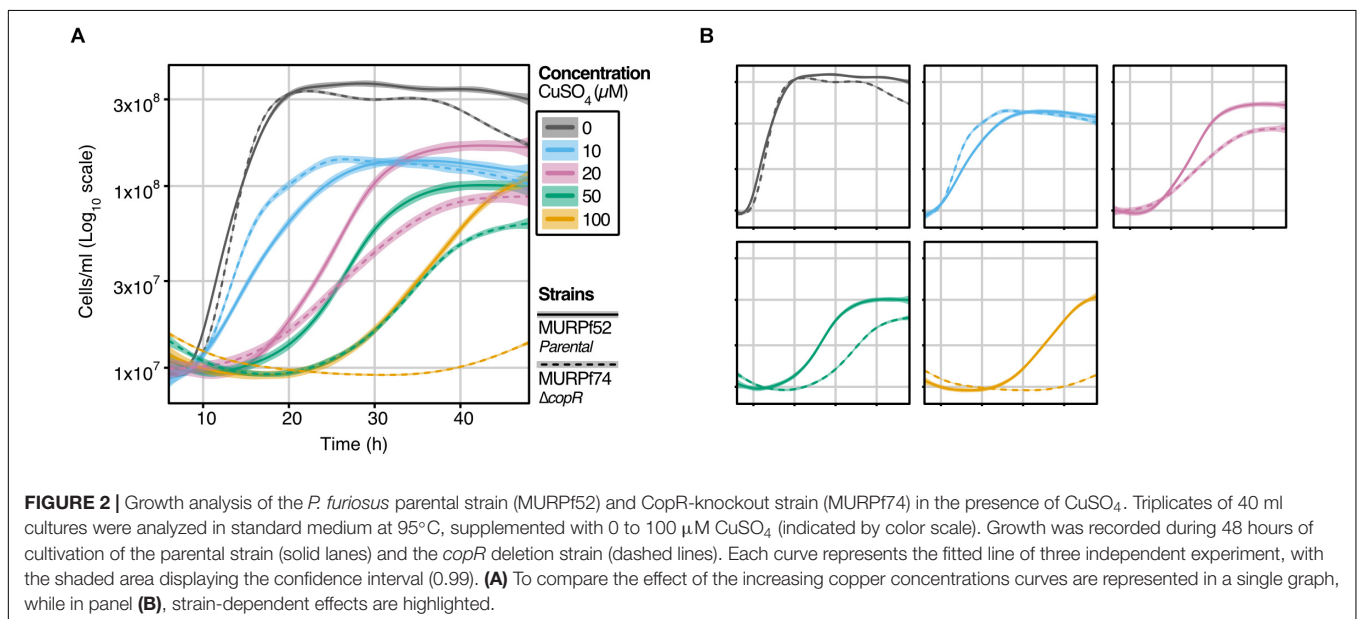 A
B
Concentration
CuSO4 (µM)
0
10
20
50
100
Strains
MURPf52
Parental
MURPf74
ΔcopR
3x10⁸
1x10⁸
3x10⁷
1x10⁷
Cells/ml (Log10 scale)
10 20 30 40
Time (h)
FIGURE 2 | Growth analysis of the P. furiosus parental strain (MURPf52) and CopR-knockout strain (MURPf74) in the presence of CuSO4. Triplicates of 40 ml
cultures were analyzed in standard medium at 95°C, supplemented with 0 to 100 µM CuSO4 (indicated by color scale). Growth was recorded during 48 hours of
cultivation of the parental strain (solid lanes) and the copR deletion strain (dashed lines). Each curve represents the fitted line of three independent experiment, with
the shaded area displaying the confidence interval (0.99). (A) To compare the effect of the increasing copper concentrations curves are represented in a single graph,
while in panel (B), strain-dependent effects are highlighted.